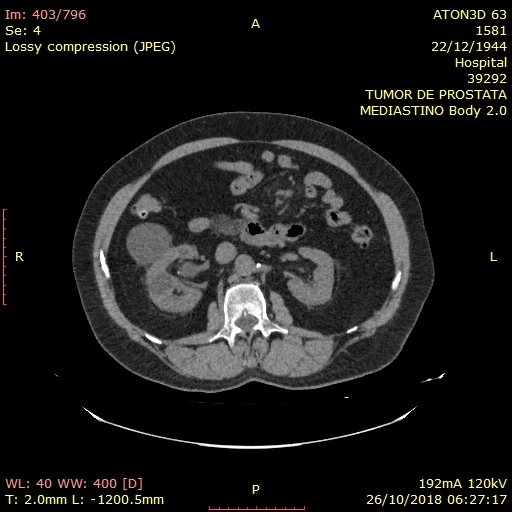 Im: 403/796
Se: 4
Lossy compression (JPEG)
A
ATON3D 63
1581
22/12/1944
Hospital
39292
TUMOR DE PROSTATA
MEDIASTINO Body 2.0
R
L
WL: 40 WW: 400 [D]
T: 2.0mm L: -1200.5mm
P
192mA 120kV
26/10/2018 06:27:17